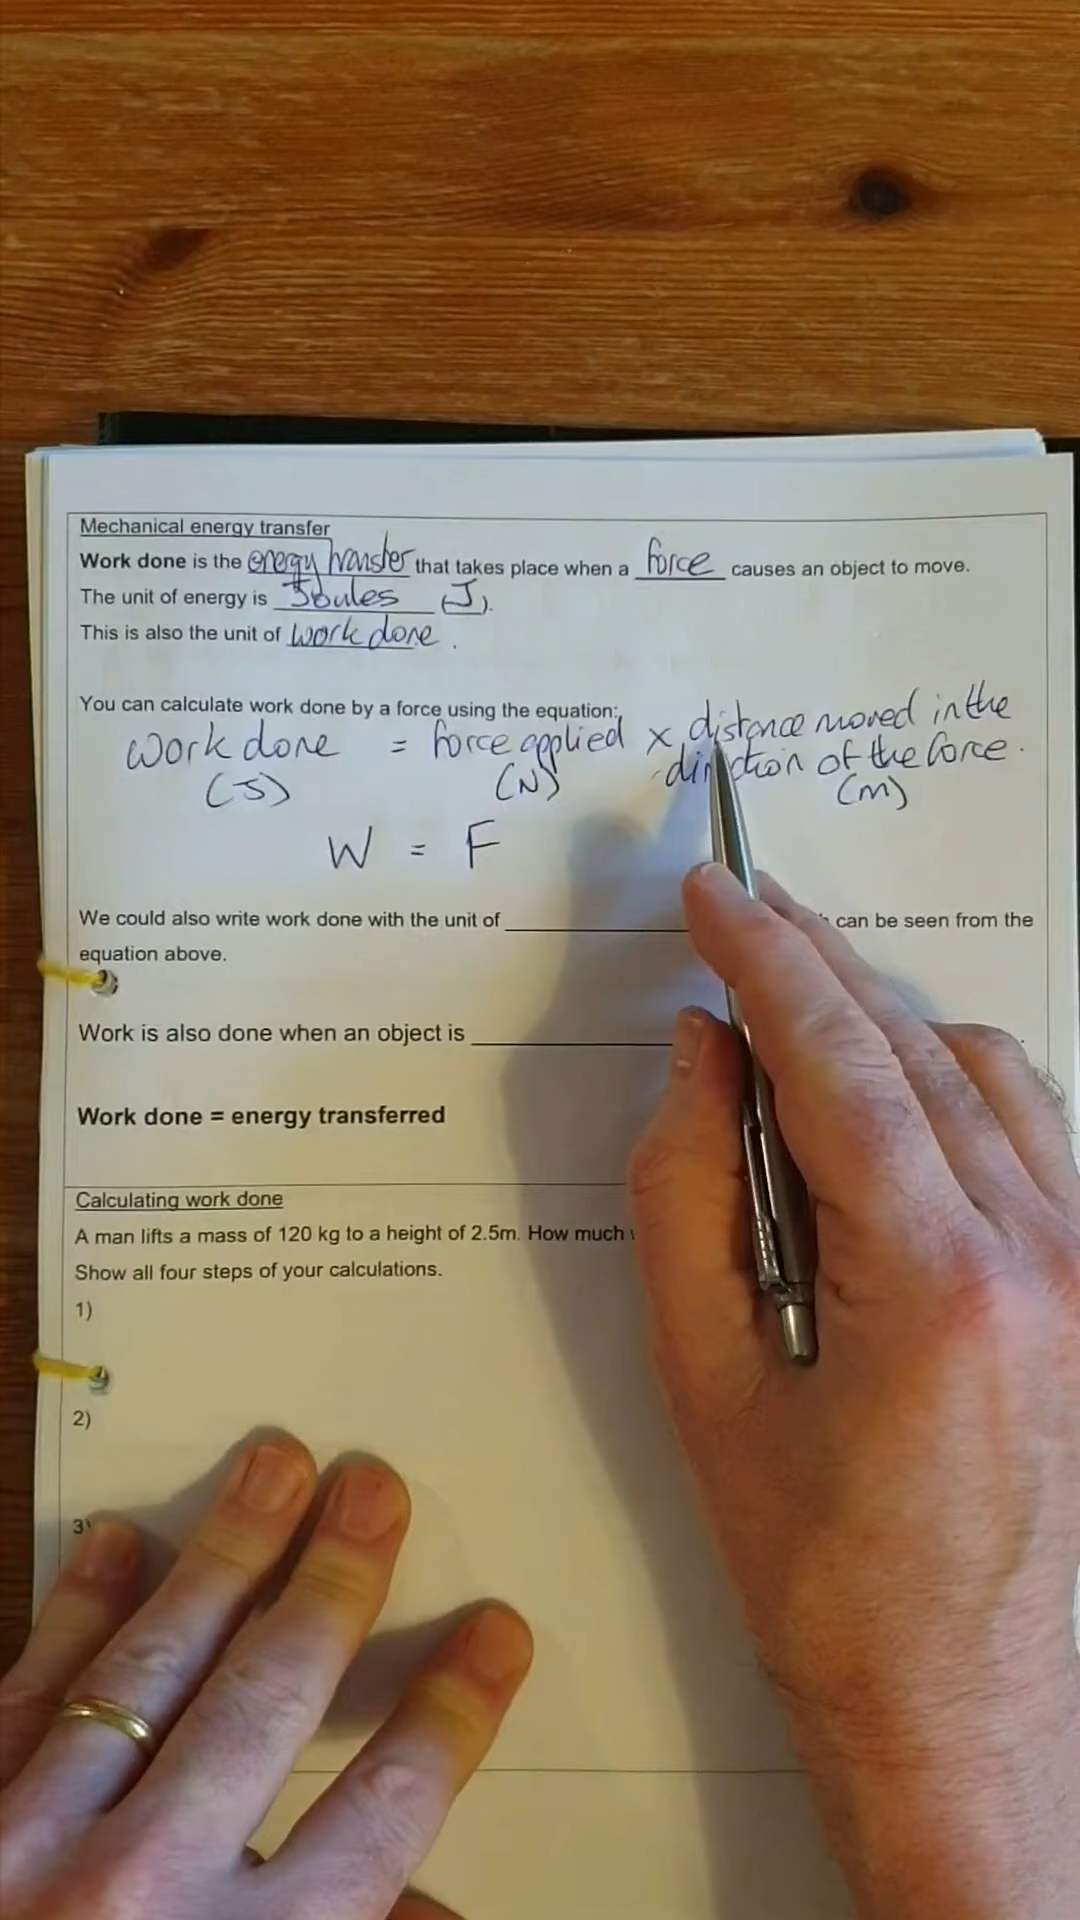 Mechanical energy transfer
Work done is the energy transfer that takes place when a force causes an object to move.
The unit of energy is Joules (J).
This is also the unit of work done.
You can calculate work done by a force using the equation:
work done = force applied x distance moved in the
direction of the force.
(J) (N) (m)
W = F
We could also write work done with the unit of can be seen from the
equation above.
Work is also done when an object is
Work done = energy transferred
Calculating work done
A man lifts a mass of 120 kg to a height of 2.5m. How much
Show all four steps of your calculations.
1)
2)
3)